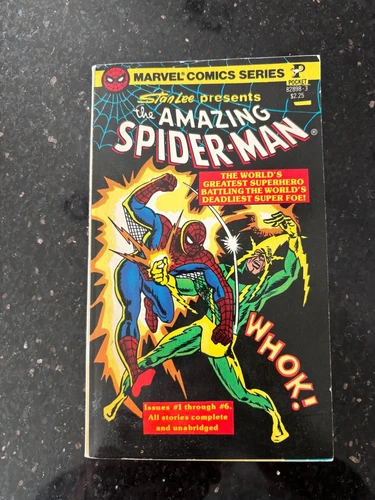 MARVEL® COMICS SERIES
POCKET
82898-3
$2.25
Stan Lee presents
the AMAZING
SPIDER-MAN®
THE WORLD'S
GREATEST SUPERHERO
BATTLING THE WORLD'S
DEADLIEST SUPER FOE!
WHOK!
Issues #1 through #6.
All stories complete
and unabridged